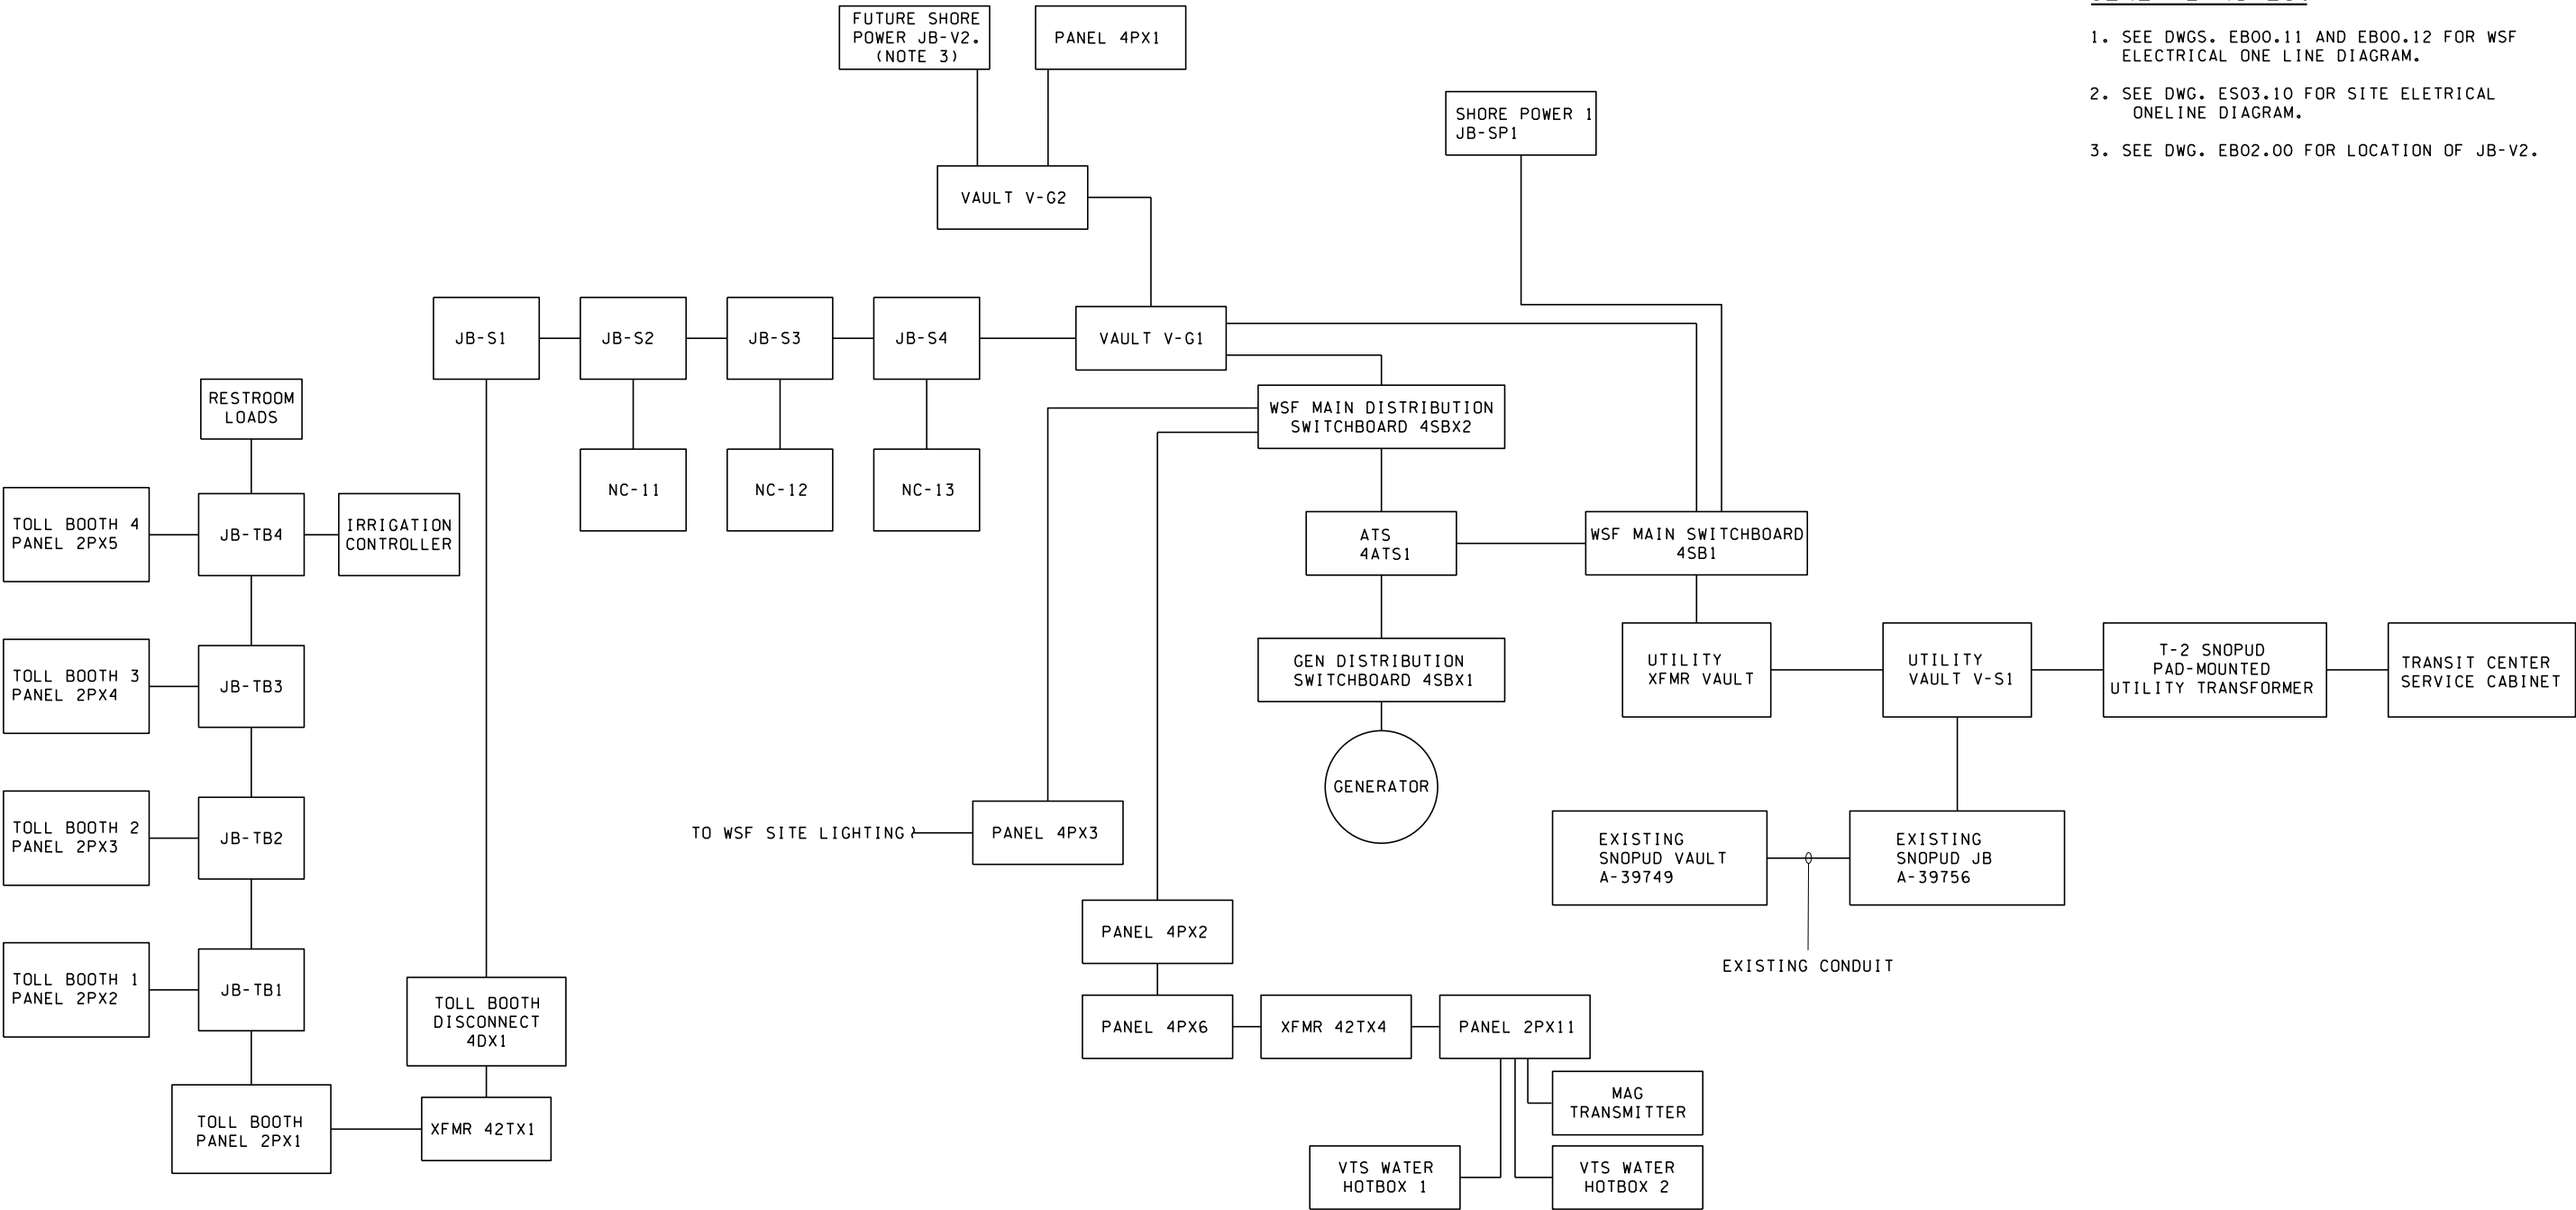 FUTURE SHORE
POWER JB-V2.
(NOTE 3)
PANEL 4PX1
1. SEE DWGS. EB00.11 AND EB00.12 FOR WSF
ELECTRICAL ONE LINE DIAGRAM.
2. SEE DWG. ES03.10 FOR SITE ELETRICAL
ONELINE DIAGRAM.
3. SEE DWG. EB02.00 FOR LOCATION OF JB-V2.
SHORE POWER 1
JB-SP1
VAULT V-G2
JB-S1
JB-S2
JB-S3
JB-S4
VAULT V-G1
RESTROOM
LOADS
WSF MAIN DISTRIBUTION
SWITCHBOARD 4SBX2
NC-11
NC-12
NC-13
TOLL BOOTH 4
PANEL 2PX5
JB-TB4
IRRIGATION
CONTROLLER
ATS
4ATS1
WSF MAIN SWITCHBOARD
4SB1
TOLL BOOTH 3
PANEL 2PX4
JB-TB3
GEN DISTRIBUTION
SWITCHBOARD 4SBX1
UTILITY
XFMR VAULT
UTILITY
VAULT V-S1
T-2 SNOPUD
PAD-MOUNTED
UTILITY TRANSFORMER
TRANSIT CENTER
SERVICE CABINET
GENERATOR
TOLL BOOTH 2
PANEL 2PX3
JB-TB2
TO WSF SITE LIGHTING
PANEL 4PX3
EXISTING
SNOPUD VAULT
A-39749
EXISTING
SNOPUD JB
A-39756
PANEL 4PX2
EXISTING CONDUIT
TOLL BOOTH 1
PANEL 2PX2
JB-TB1
TOLL BOOTH
DISCONNECT
4DX1
PANEL 4PX6
XFMR 42TX4
PANEL 2PX11
MAG
TRANSMITTER
TOLL BOOTH
PANEL 2PX1
XFMR 42TX1
VTS WATER
HOTBOX 1
VTS WATER
HOTBOX 2